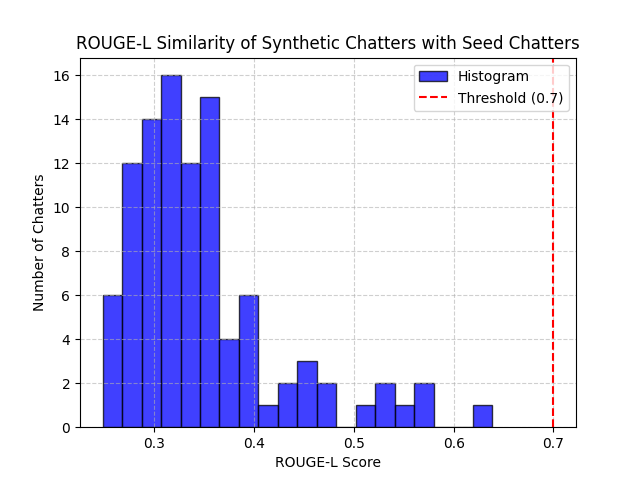 ROUGE-L Similarity of Synthetic Chatters with Seed Chatters
Histogram
Threshold (0.7)
Number of Chatters
16
14
12
10
8
6
4
2
0
0.3 0.4 0.5 0.6 0.7
ROUGE-L Score